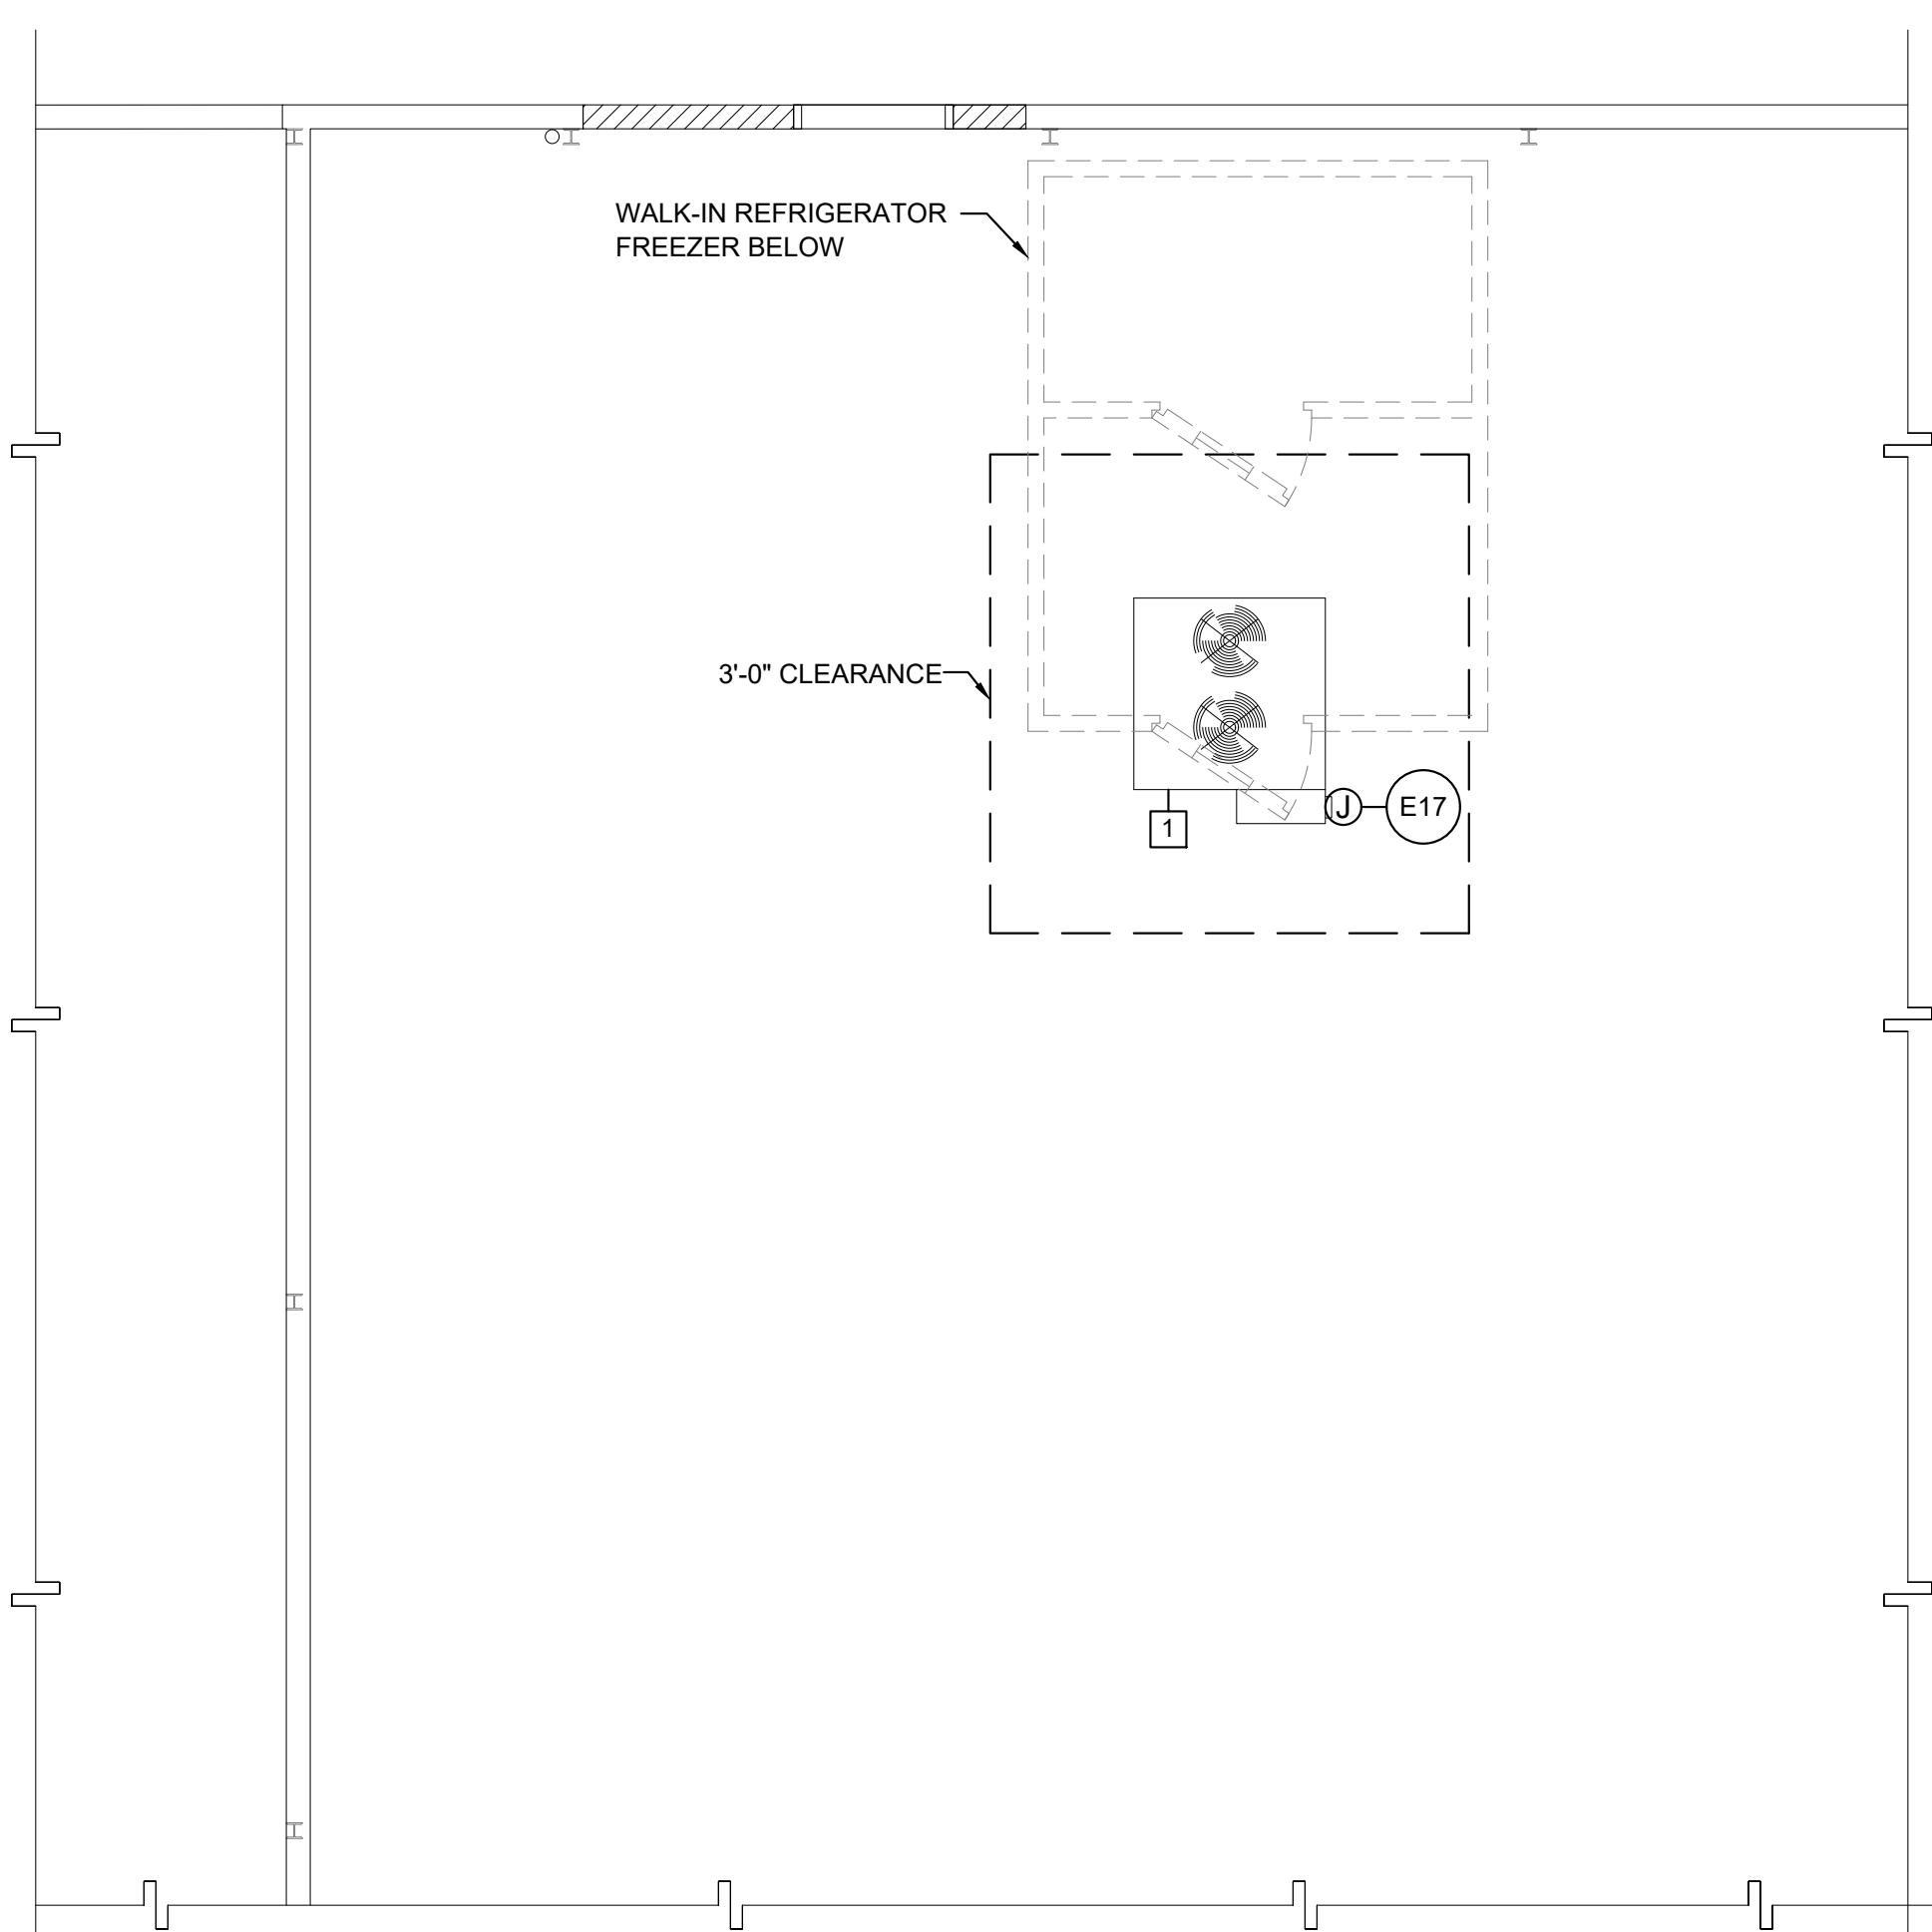 WALK-IN REFRIGERATOR
FREEZER BELOW
3'-0" CLEARANCE
J
E17
1